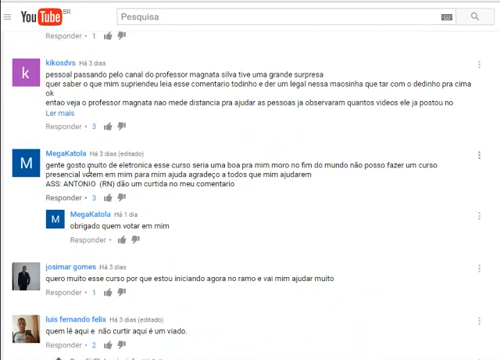 YouTube BR
Pesquisa
Responder • 1
k
kikosdvs Há 3 dias
pessoal passando pelo canal do professor magnata silva tive uma grande surpresa
quer saber o que mim supriendeu leia esse comentario todinho e der um legal nessa maosinha que tar com o dedinho pra cima
ok
entao veja o professor magnata nao mede distancia pra ajudar as pessoas ja observaram quantos videos ele ja postou no
Ler mais
Responder • 3
M
MegaKatola Há 3 dias (editado)
gente gosto muito de eletronica esse curso seria uma boa pra mim moro no fim do mundo não posso fazer um curso
presencial votem em mim para mim ajuda agradeço a todos que mim ajudarem
ASS: ANTONIO (RN) dão um curtida no meu comentario
Responder • 3
M
MegaKatola Há 1 dia
obrigado quem votar em mim
Responder •
josimar gomes Há 3 dias
quero muito esse curso por que estou iniciando agora no ramo e vai mim ajudar muito
Responder • 1
luis fernando felix Há 3 dias (editado)
quem lê aqui e não curtir aqui é um viado.
Responder • 2